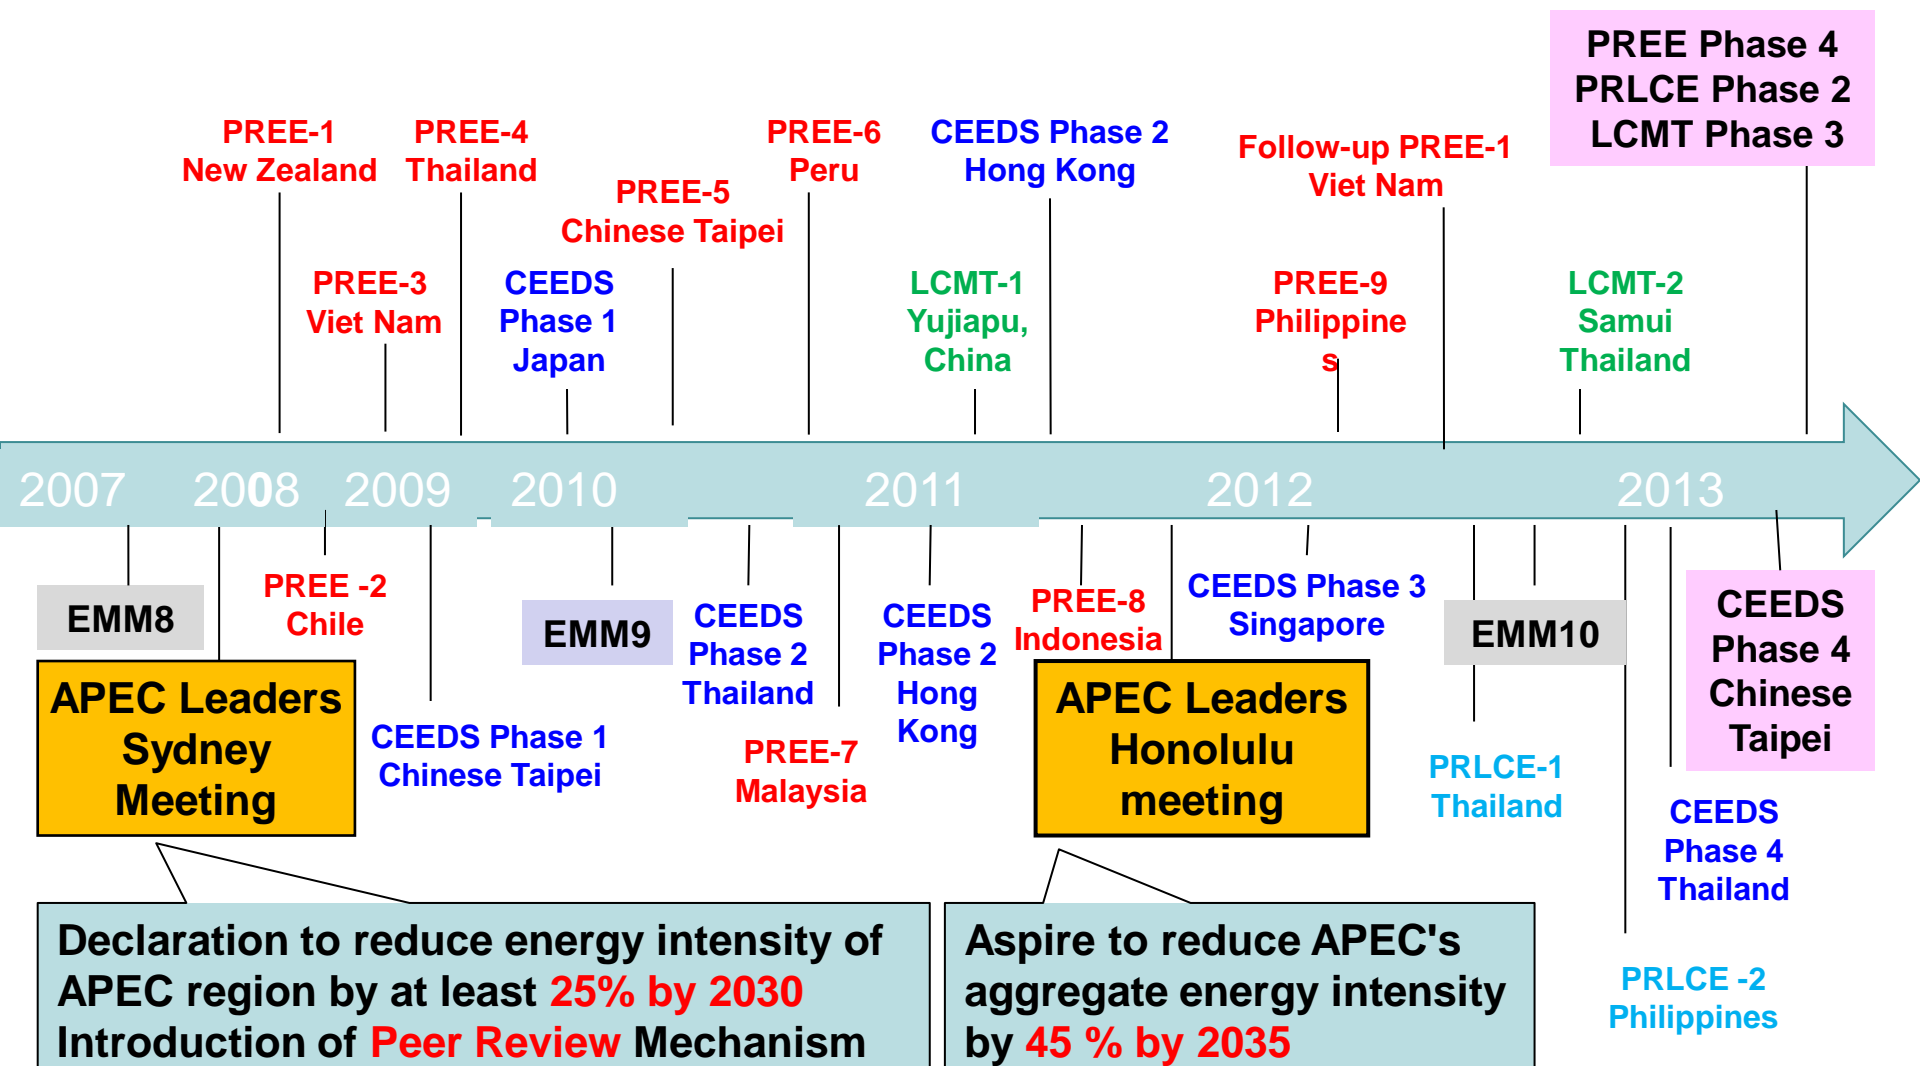 PREE Phase 4
PRLCE Phase 2
LCMT Phase 3
PREE-1
New Zealand
PREE-4
Thailand
PREE-5
Chinese Taipei
PREE-6
Peru
CEEDS Phase 2
Hong Kong
Follow-up PREE-1
Viet Nam
PREE-3
Viet Nam
CEEDS
Phase 1
Japan
LCMT-1
Yujiapu,
China
PREE-9
Philippine
s
LCMT-2
Samui
Thailand
2007
2008
2009
2010
2011
2012
2013
EMM8
PREE -2
Chile
EMM9
CEEDS
Phase 2
Thailand
CEEDS
Phase 2
Hong
Kong
PREE-8
Indonesia
CEEDS Phase 3
Singapore
EMM10
CEEDS
Phase 4
Chinese
Taipei
APEC Leaders
Sydney
Meeting
CEEDS Phase 1
Chinese Taipei
PREE-7
Malaysia
APEC Leaders
Honolulu
meeting
PRLCE-1
Thailand
CEEDS
Phase 4
Thailand
PRLCE -2
Philippines
Declaration to reduce energy intensity of
APEC region by at least 25% by 2030
Introduction of Peer Review Mechanism
Aspire to reduce APEC's
aggregate energy intensity
by 45 % by 2035